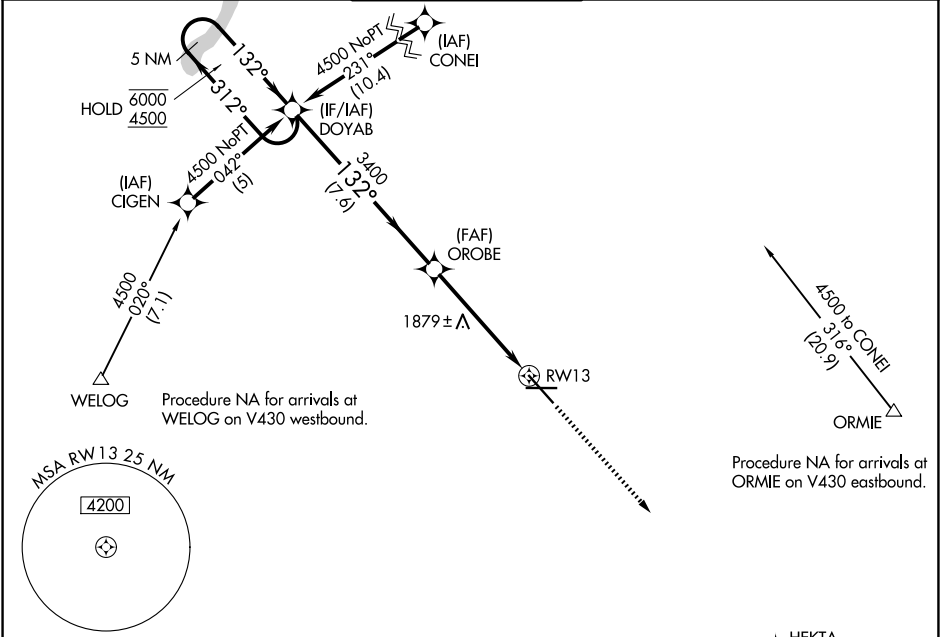 5 NM
132°
312°
HOLD
6000
4500
4500 NoPT
231°
(10.4)
(IAF)
CONEI
(IF/IAF)
DOYAB
4500 NoPT
042°
(5)
(IAF)
CIGEN
3400
132°
(7.6)
(FAF)
OROBE
4500
020°
(7.1)
1879±
RW13
4500 to CONEI
316°
(20.9)
WELOG
Procedure NA for arrivals at
WELOG on V430 westbound.
ORMIE
Procedure NA for arrivals at
ORMIE on V430 eastbound.
MSA RW13 25 NM
4200